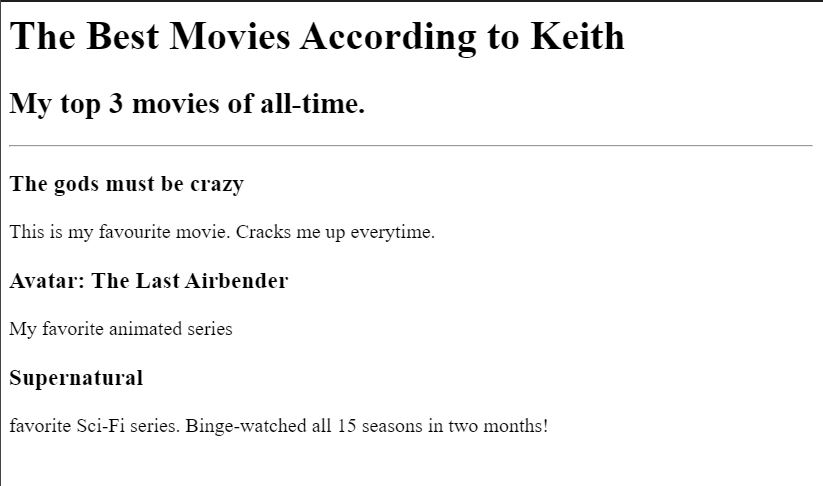 The Best Movies According to Keith
My top 3 movies of all-time.
The gods must be crazy
This is my favourite movie. Cracks me up everytime.
Avatar: The Last Airbender
My favorite animated series
Supernatural
favorite Sci-Fi series. Binge-watched all 15 seasons in two months!